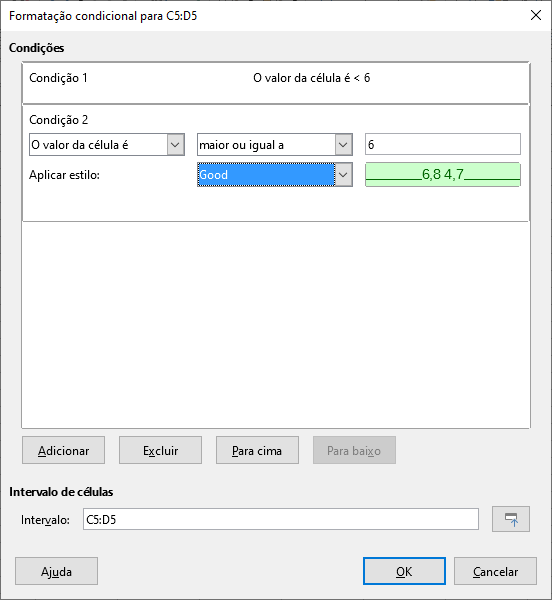 Formatação condicional para C5:D5
Condições
Condição 1 O valor da célula é < 6
Condição 2
O valor da célula é maior ou igual a 6
Aplicar estilo: Good 6,8 4,7
Adicionar Excluir Para cima Para baixo
Intervalo de células
Intervalo: C5:D5
Ajuda OK Cancelar